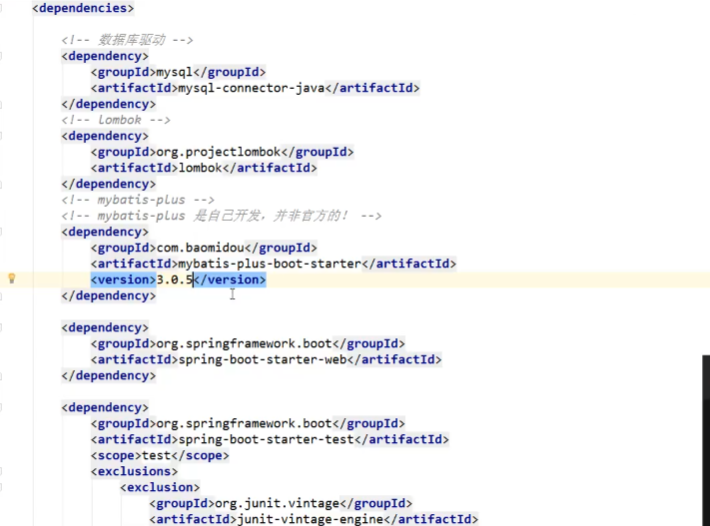 <dependencies>
<!-- 数据库驱动 -->
<dependency>
<groupId>mysql</groupId>
<artifactId>mysql-connector-java</artifactId>
</dependency>
<!-- lombok -->
<dependency>
<groupId>org.projectlombok</groupId>
<artifactId>lombok</artifactId>
</dependency>
<!-- mybatis-plus -->
<!-- mybatis-plus 是自己开发，并非官方的！ -->
<dependency>
<groupId>com.baomidou</groupId>
<artifactId>mybatis-plus-boot-starter</artifactId>
<version>3.0.5</version>
</dependency>
<dependency>
<groupId>org.springframework.boot</groupId>
<artifactId>spring-boot-starter-web</artifactId>
</dependency>
<dependency>
<groupId>org.springframework.boot</groupId>
<artifactId>spring-boot-starter-test</artifactId>
<scope>test</scope>
<exclusions>
<exclusion>
<groupId>org.junit.vintage</groupId>
<artifactId>junit-vintage-engine</artifactId>